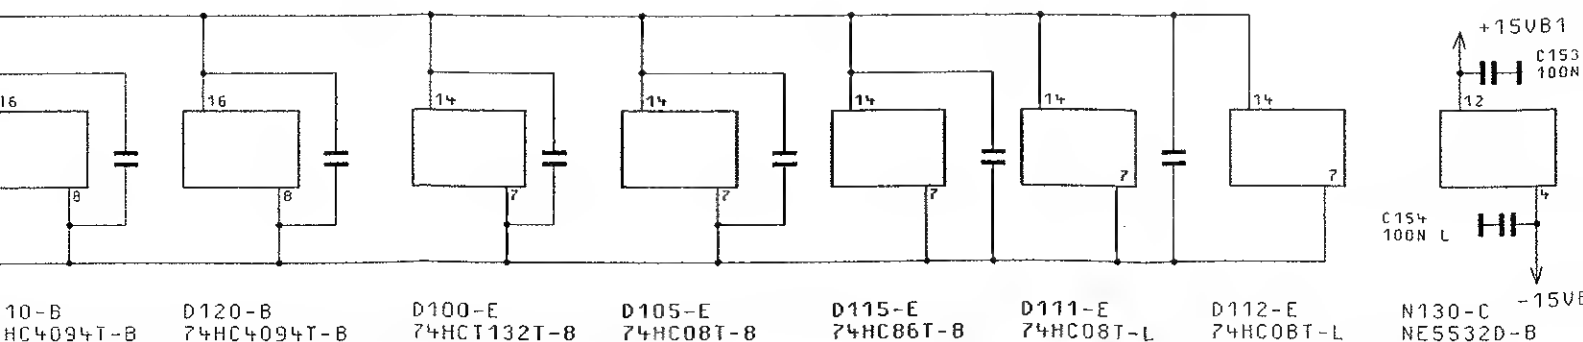 +15VB1
C153
100N
16
16
14
14
14
14
14
12
8
8
7
7
7
7
7
4
C154
100N L
-15VB
10-B
HC4094T-B
D120-B
74HC4094T-B
D100-E
74HCT132T-8
D105-E
74HC08T-8
D115-E
74HC86T-8
D111-E
74HC08T-L
D112-E
74HC08T-L
N130-C
NE5532D-B